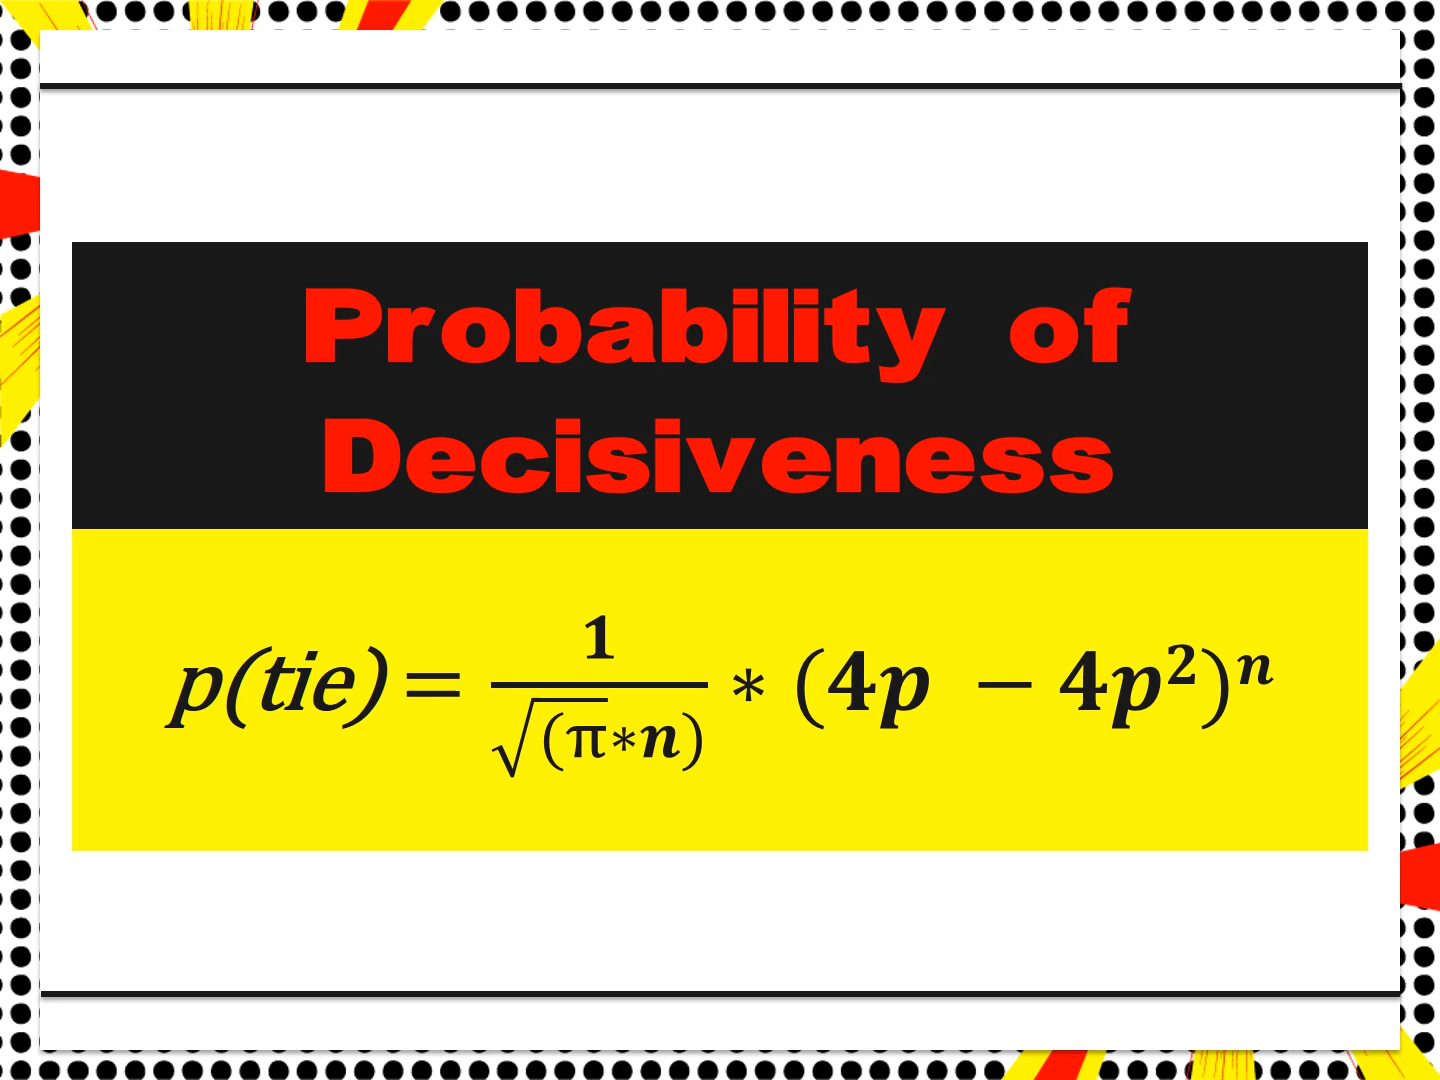 Probability of
Decisiveness
p(tie) = 1/√(π*n) * (4p − 4p²)ⁿ